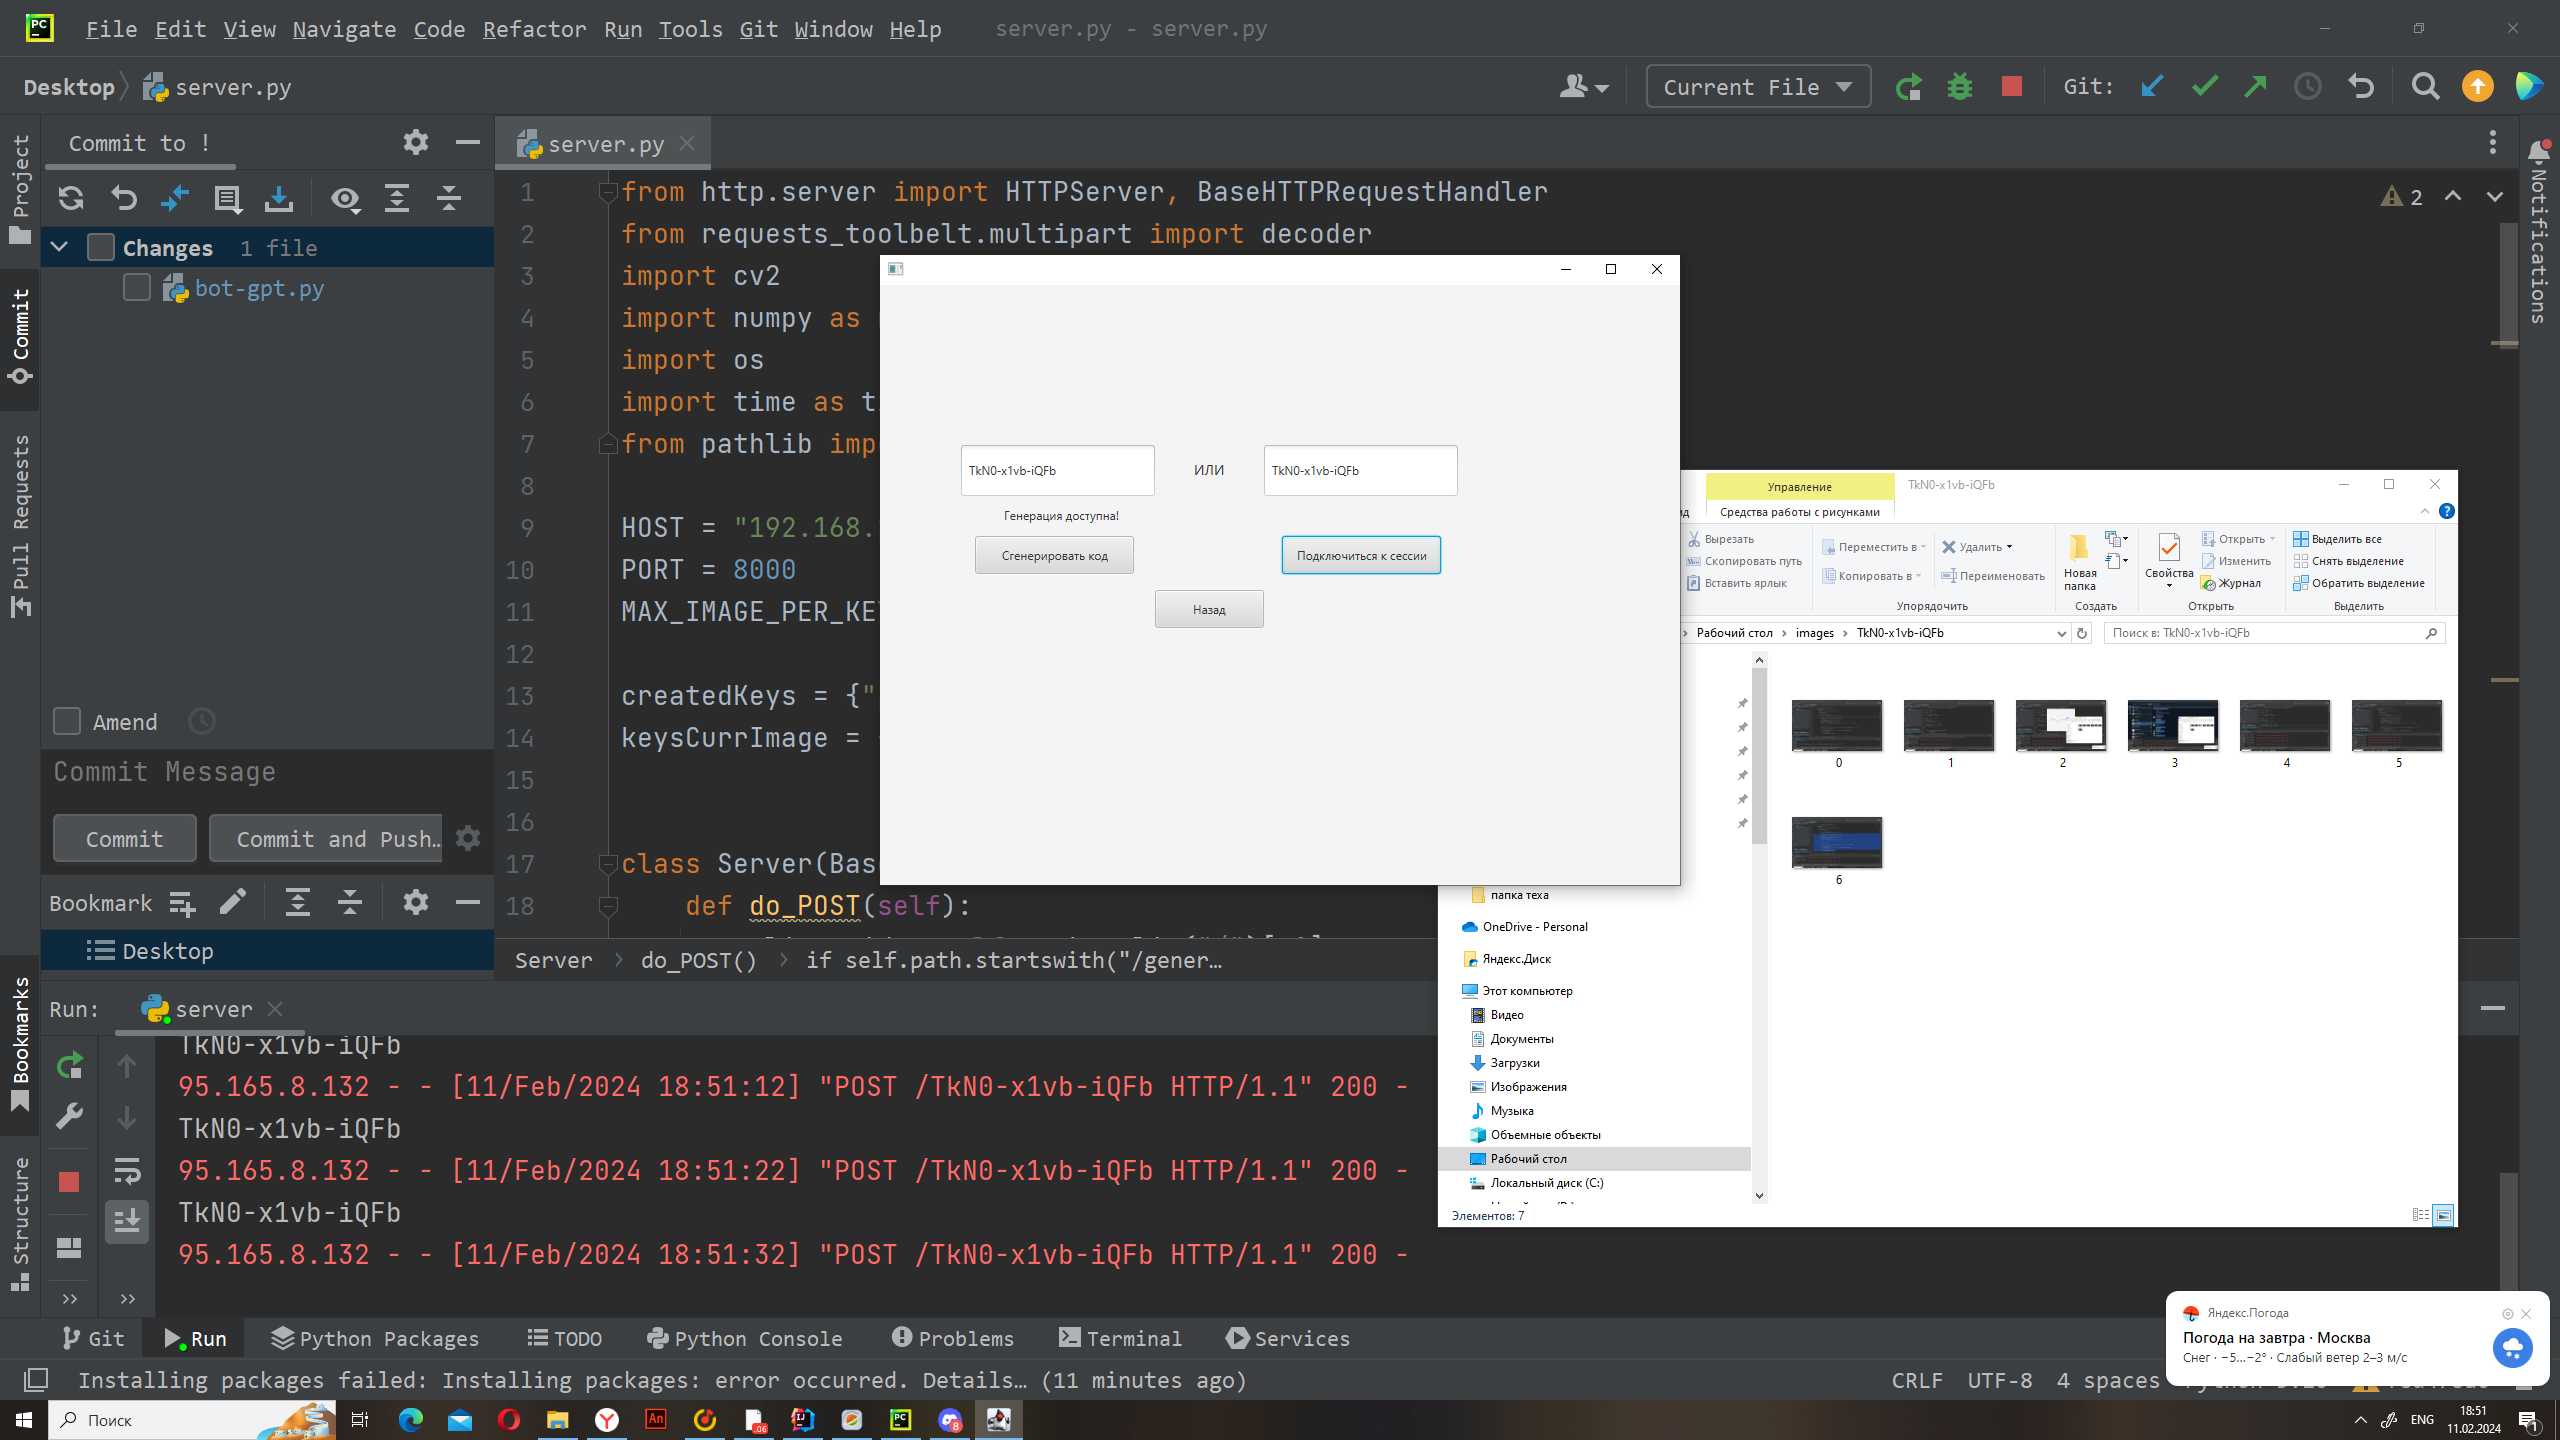 File Edit View Navigate Code Refactor Run Tools Git Window Help server.py - server.py
Desktop server.py
Current File
Git:
Project
Commit
Pull Requests
Bookmarks
Structure
Notifications
Commit to !
Changes 1 file
bot-gpt.py
Amend
Commit Message
Commit
Commit and Push...
Bookmark
Desktop
server.py
2
1 from http.server import HTTPServer, BaseHTTPRequestHandler
2 from requests_toolbelt.multipart import decoder
3 import cv2
4 import numpy as
5 import os
6 import time as
7 from pathlib
8
9 HOST = "192.168.
10 PORT = 8000
11 MAX_IMAGE_PER_KE
12
13 createdKeys = {"
14 keysCurrImage =
15
16
17 class Server(Bas
18 def do_POST(self):
Server do_POST() if self.path.startswith("/gener...
TkN0-x1vb-iQFb
ИЛИ
TkN0-x1vb-iQFb
Генерация доступна!
Сгенерировать код
Подключиться к сессии
Назад
Управление
TkN0-x1vb-iQFb
Средства работы с рисунками
Вырезать
Скопировать путь
Вставить ярлык
Переместить в
Копировать в
Удалить
Переименовать
Упорядочить
Новая
папка
Создать
Свойства
Открыть
Изменить
Журнал
Открыть
Выделить все
Снять выделение
Обратить выделение
Выделить
Рабочий стол images TkN0-x1vb-iQFb
Поиск в: TkN0-x1vb-iQFb
0 1 2 3 4 5
6
папка теха
OneDrive - Personal
Яндекс.Диск
Этот компьютер
Видео
Документы
Загрузки
Изображения
Музыка
Объемные объекты
Рабочий стол
Локальный диск (C:)
Элементов: 7
Run: server
TkN0-x1vb-iQFb
95.165.8.132 - - [11/Feb/2024 18:51:12] "POST /TkN0-x1vb-iQFb HTTP/1.1" 200 -
TkN0-x1vb-iQFb
95.165.8.132 - - [11/Feb/2024 18:51:22] "POST /TkN0-x1vb-iQFb HTTP/1.1" 200 -
TkN0-x1vb-iQFb
95.165.8.132 - - [11/Feb/2024 18:51:32] "POST /TkN0-x1vb-iQFb HTTP/1.1" 200 -
Git Run Python Packages TODO Python Console Problems Terminal Services
Installing packages failed: Installing packages: error occurred. Details... (11 minutes ago)
CRLF UTF-8 4 spaces
Яндекс.Погода
Погода на завтра · Москва
Снег · −5...−2° · Слабый ветер 2–3 м/с
Поиск
ENG
18:51
11.02.2024